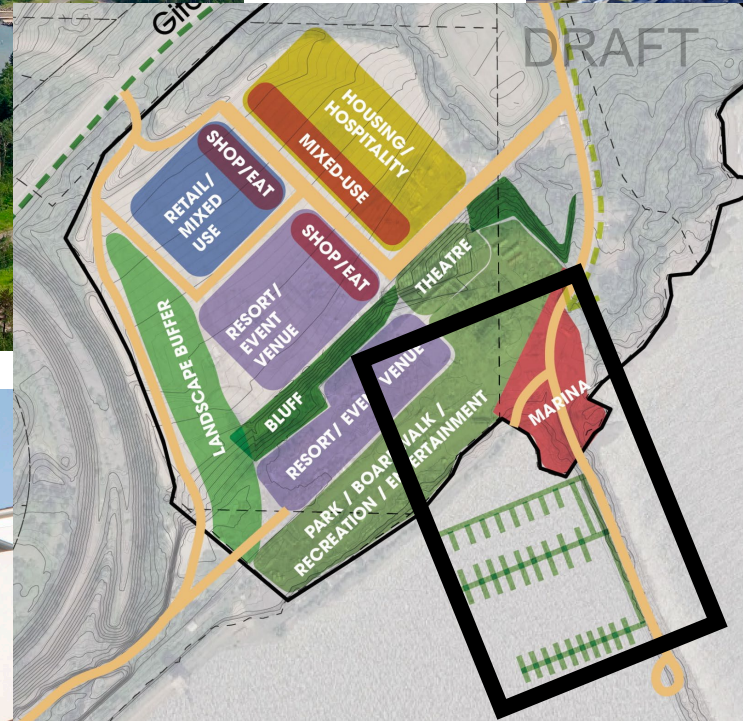 DRAFT
HOUSING/
HOSPITALITY
MIXED-USE
SHOP/EAT
RETAIL/
MIXED
USE
SHOP/EAT
RESORT/
EVENT
VENUE
THEATRE
LANDSCAPE BUFFER
BLUFF
RESORT/ EVENT VENUE
PARK / BOARDWALK /
RECREATION / ENTERTAINMENT
MARINA